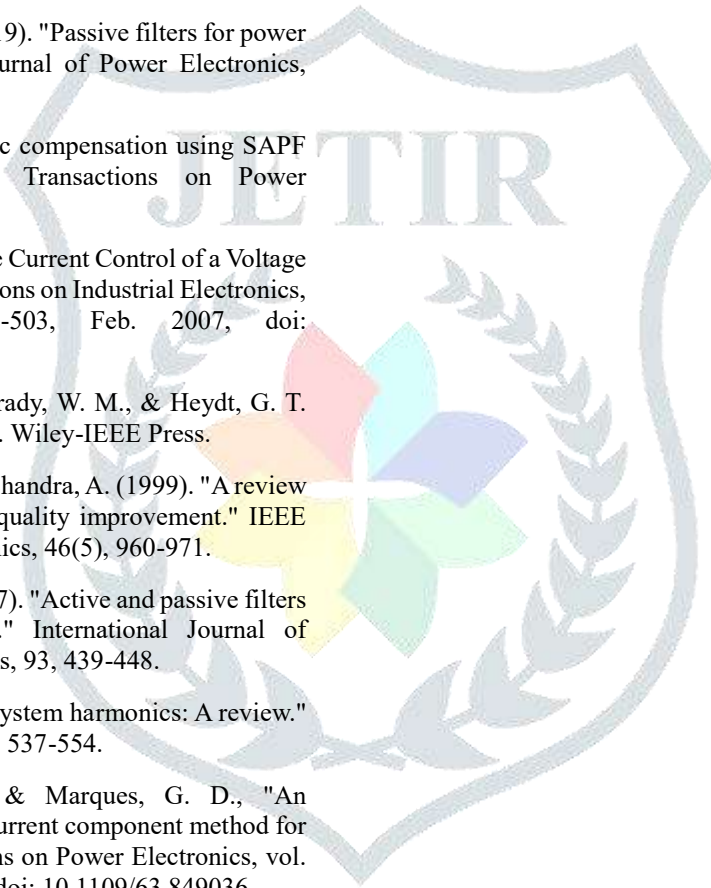 19). "Passive filters for power
urnal of Power Electronics,
c compensation using SAPF
Transactions on Power
JETIR
e Current Control of a Voltage
ons on Industrial Electronics,
-503, Feb. 2007, doi:
rady, W. M., & Heydt, G. T.
. Wiley-IEEE Press.
handra, A. (1999). "A review
quality improvement." IEEE
nics, 46(5), 960-971.
7). "Active and passive filters
." International Journal of
s, 93, 439-448.
ystem harmonics: A review."
537-554.
& Marques, G. D., "An
urrent component method for
ns on Power Electronics, vol.
doi: 10.1109/63.849036